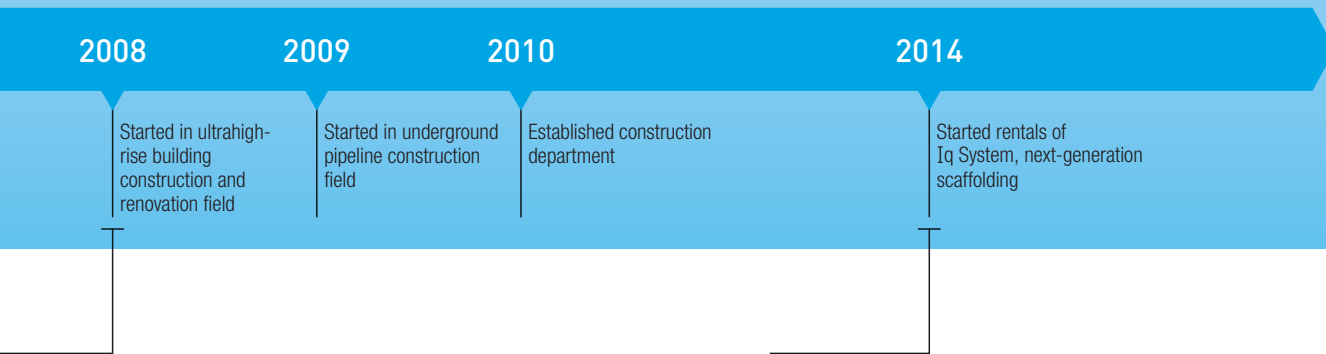 2008
2009
2010
2014
Started in ultrahigh-
rise building
construction and
renovation field
Started in underground
pipeline construction
field
Established construction
department
Started rentals of
Iq System, next-generation
scaffolding